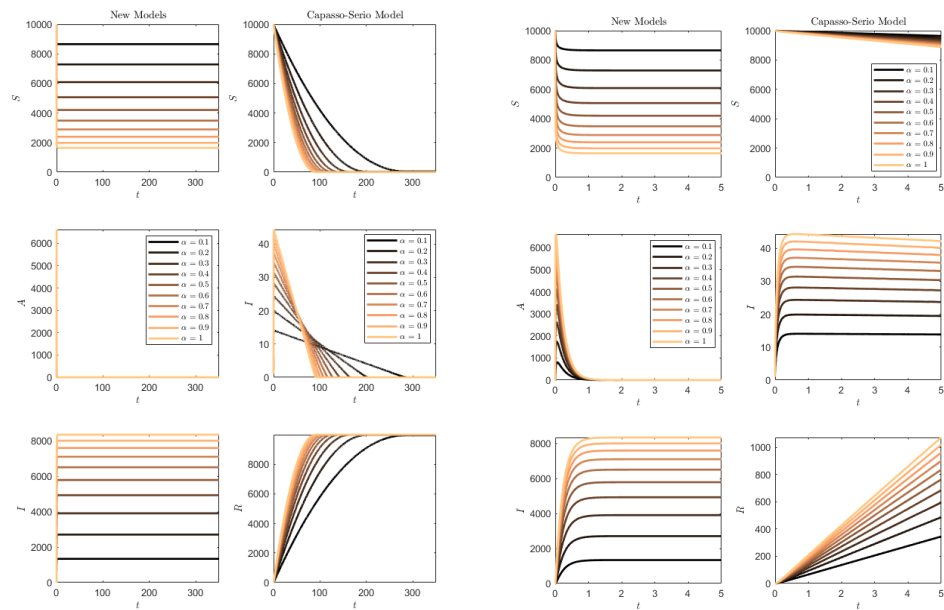 New Models
Capasso-Serio Model
New Models
Capasso-Serio Model
10000
8000
6000
4000
2000
0
S
0 100 200 300
t
10000
8000
6000
4000
2000
0
S
0 100 200 300
t
10000
8000
6000
4000
2000
0
S
0 1 2 3 4 5
t
10000
8000
6000
4000
2000
0
S
α = 0.1
α = 0.2
α = 0.3
α = 0.4
α = 0.5
α = 0.6
α = 0.7
α = 0.8
α = 0.9
α = 1
0 1 2 3 4 5
t
6000
5000
4000
3000
2000
1000
0
A
α = 0.1
α = 0.2
α = 0.3
α = 0.4
α = 0.5
α = 0.6
α = 0.7
α = 0.8
α = 0.9
α = 1
0 100 200 300
t
40
30
20
10
0
I
α = 0.1
α = 0.2
α = 0.3
α = 0.4
α = 0.5
α = 0.6
α = 0.7
α = 0.8
α = 0.9
α = 1
0 100 200 300
t
6000
5000
4000
3000
2000
1000
0
A
α = 0.1
α = 0.2
α = 0.3
α = 0.4
α = 0.5
α = 0.6
α = 0.7
α = 0.8
α = 0.9
α = 1
0 1 2 3 4 5
t
40
30
20
10
0
I
0 1 2 3 4 5
t
8000
6000
4000
2000
0
I
0 100 200 300
t
8000
6000
4000
2000
0
R
0 100 200 300
t
8000
6000
4000
2000
0
I
0 1 2 3 4 5
t
1000
800
600
400
200
0
R
0 1 2 3 4 5
t